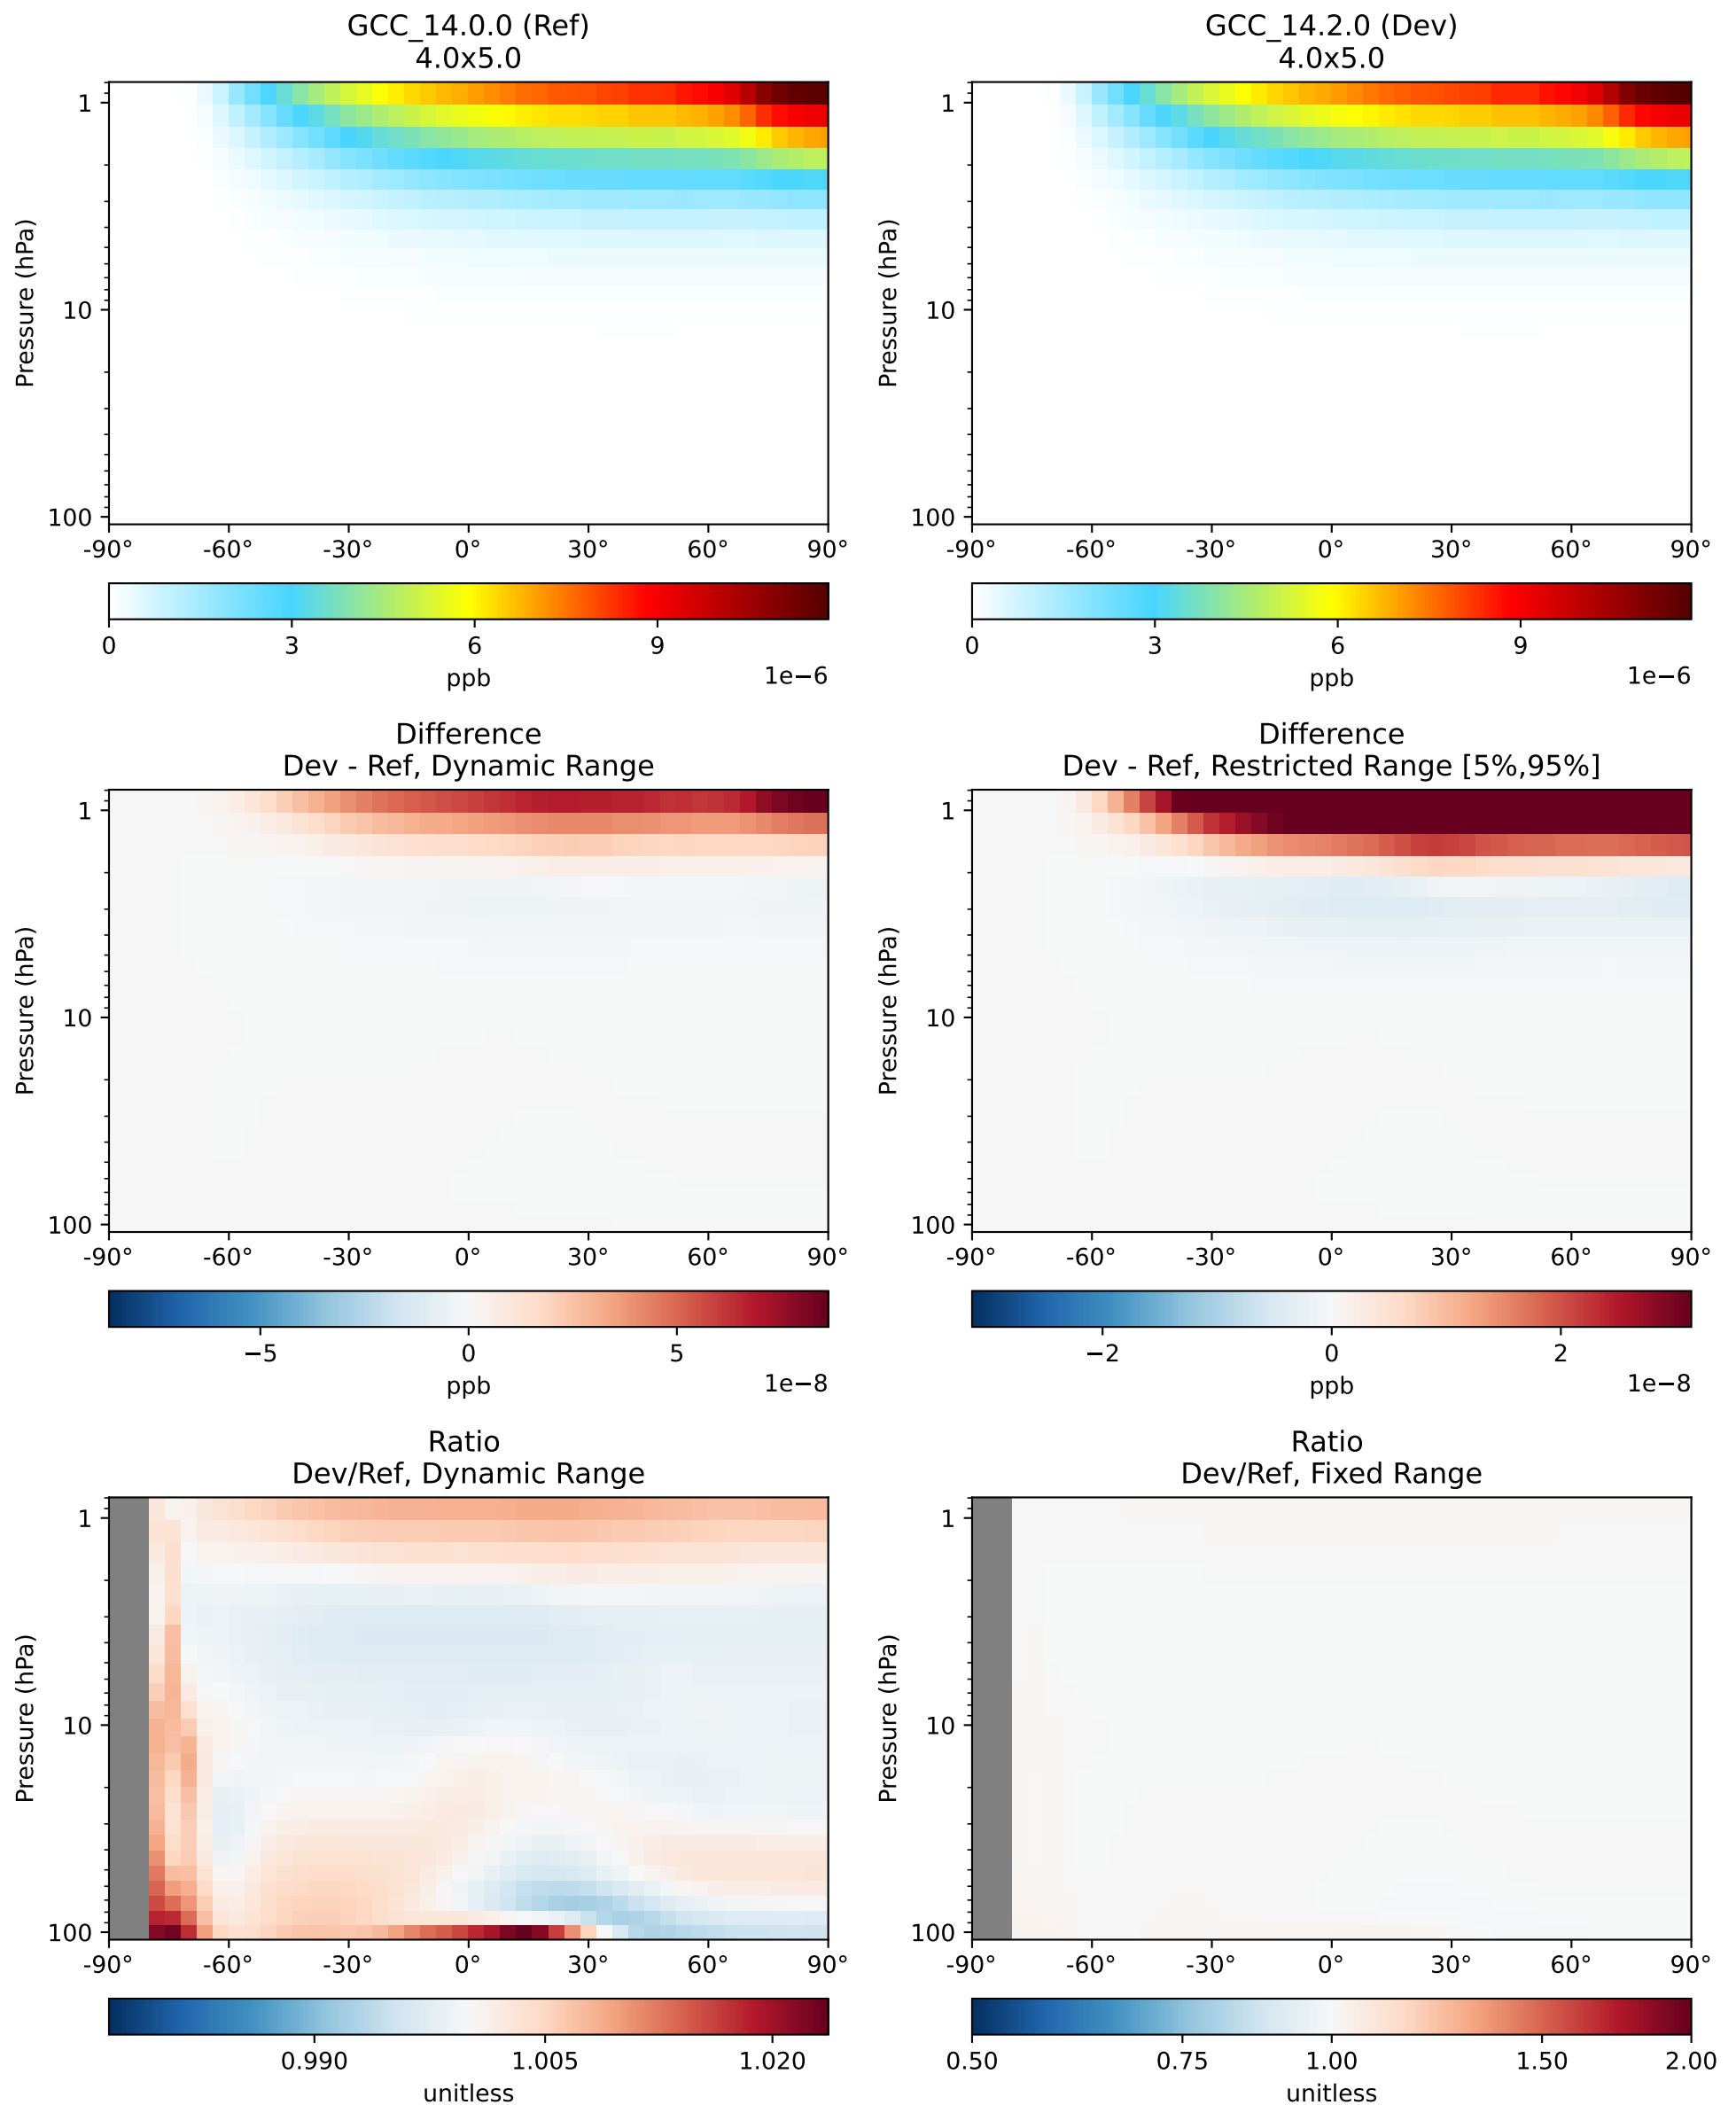 GCC_14.0.0 (Ref)
4.0x5.0
GCC_14.2.0 (Dev)
4.0x5.0
Pressure (hPa)
1
10
100
-90° -60° -30° 0° 30° 60° 90°
0 3 6 9
ppb
1e−6
Pressure (hPa)
1
10
100
-90° -60° -30° 0° 30° 60° 90°
0 3 6 9
ppb
1e−6
Difference
Dev - Ref, Dynamic Range
Difference
Dev - Ref, Restricted Range [5%,95%]
Pressure (hPa)
1
10
100
-90° -60° -30° 0° 30° 60° 90°
−5 0 5
ppb
1e−8
Pressure (hPa)
1
10
100
-90° -60° -30° 0° 30° 60° 90°
−2 0 2
ppb
1e−8
Ratio
Dev/Ref, Dynamic Range
Ratio
Dev/Ref, Fixed Range
Pressure (hPa)
1
10
100
-90° -60° -30° 0° 30° 60° 90°
0.990 1.005 1.020
unitless
Pressure (hPa)
1
10
100
-90° -60° -30° 0° 30° 60° 90°
0.50 0.75 1.00 1.50 2.00
unitless